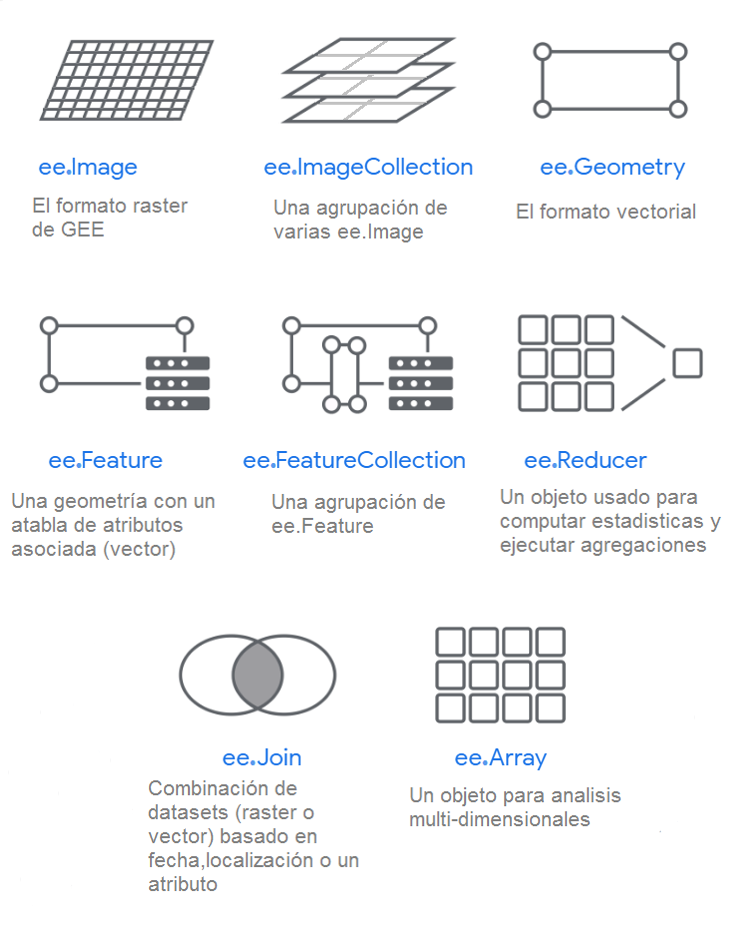 ee.Image
El formato raster
de GEE
ee.ImageCollection
Una agrupación de
varias ee.Image
ee.Geometry
El formato vectorial
ee.Feature
Una geometría con un
atabla de atributos
asociada (vector)
ee.FeatureCollection
Una agrupación de
ee.Feature
ee.Reducer
Un objeto usado para
computar estadisticas y
ejecutar agregaciones
ee.Join
Combinación de
datasets (raster o
vector) basado en
fecha,localización o un
atributo
ee.Array
Un objeto para analisis
multi-dimensionales